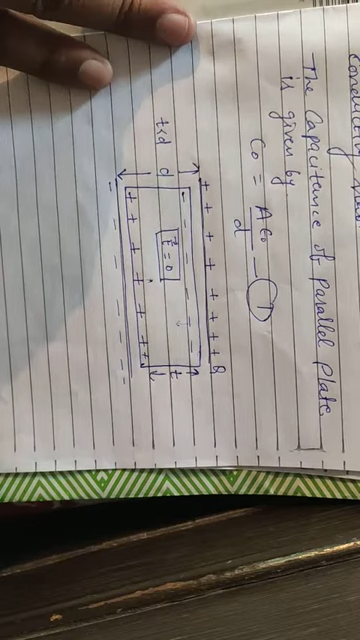 The Capacitance of Parallel Plate
is given by
C₀ = Aε₀/d — ①
+ + + + + + + + + + Q
- - - - - -
t<d d
E⃗ = 0 t
+ + + + + + + +
- - - - - - - -